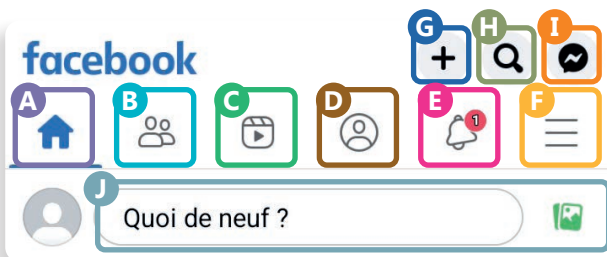 facebook
G H I
A B C D E F
1
J
Quoi de neuf ?